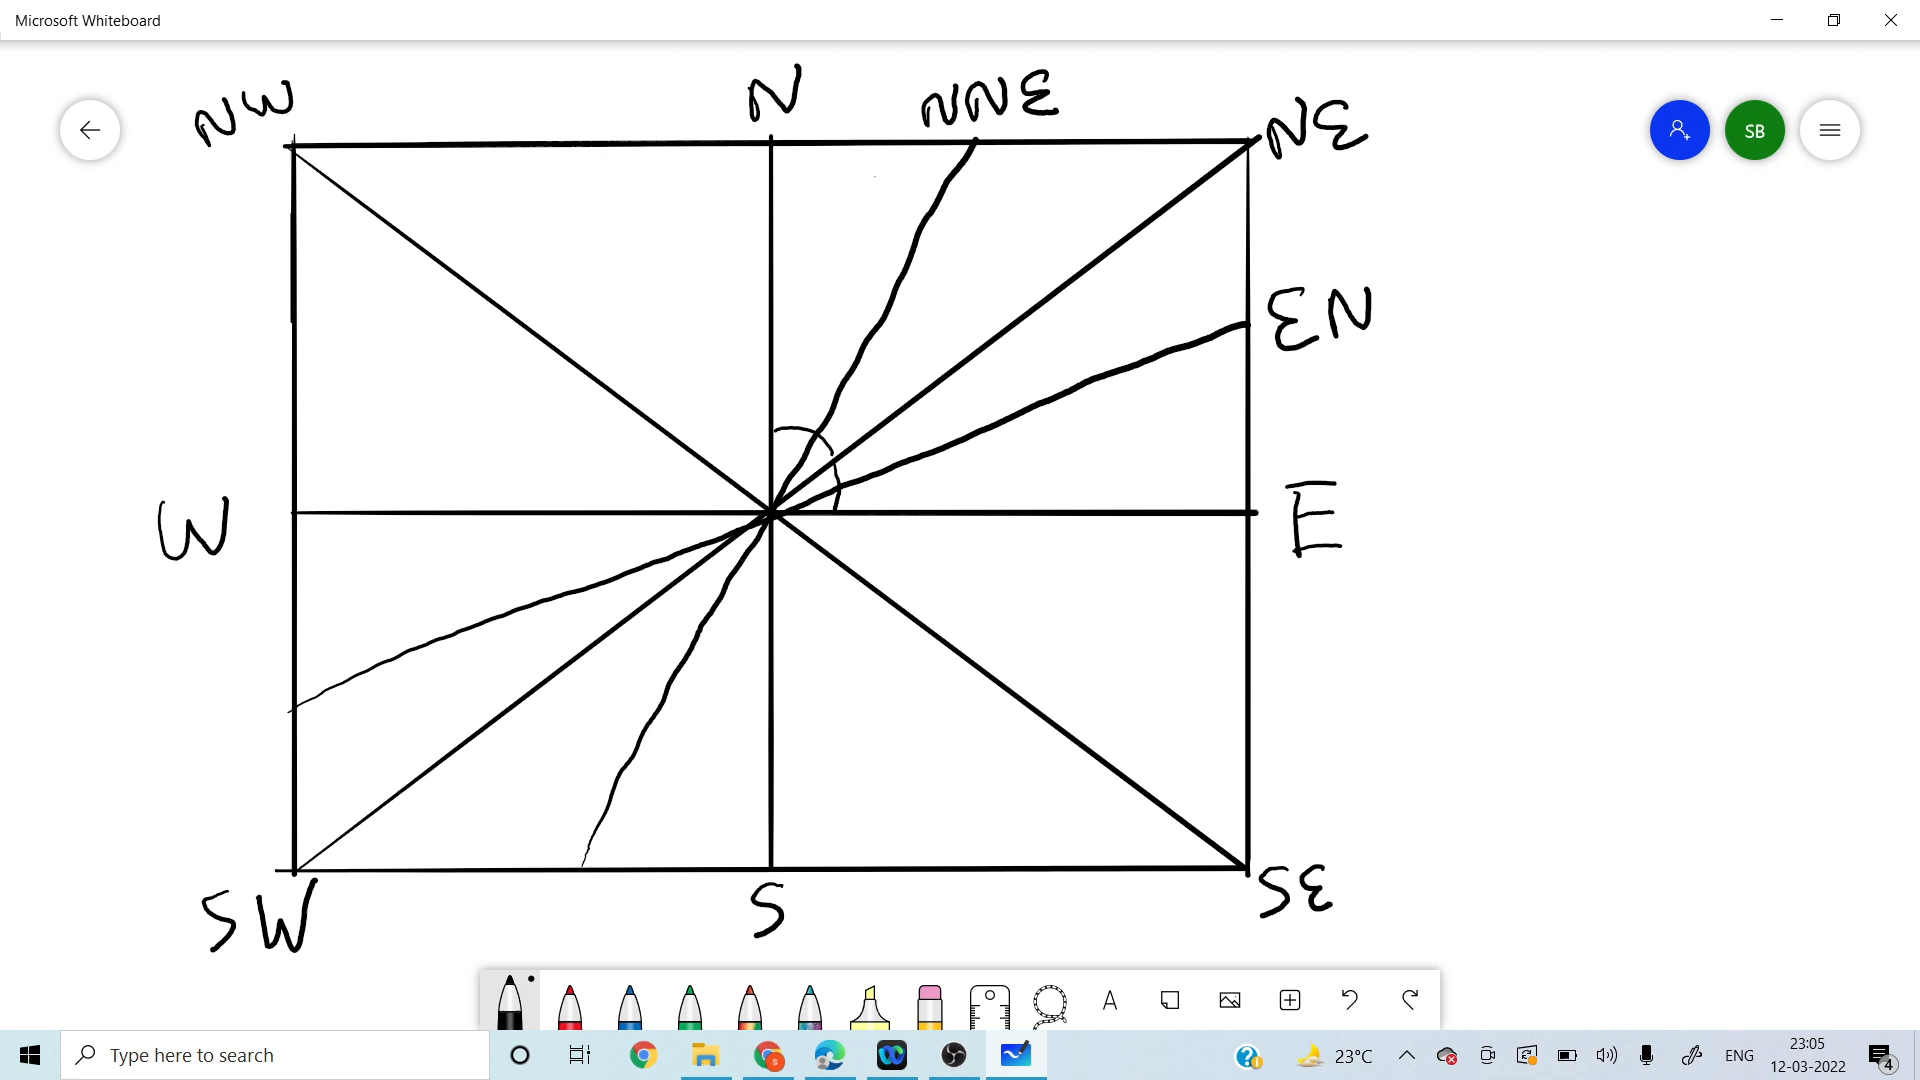 Microsoft Whiteboard
NW
N
NNE
NE
SB
EN
W
E
SW
S
SE
A
Type here to search
23°C
ENG
23:05
12-03-2022
4